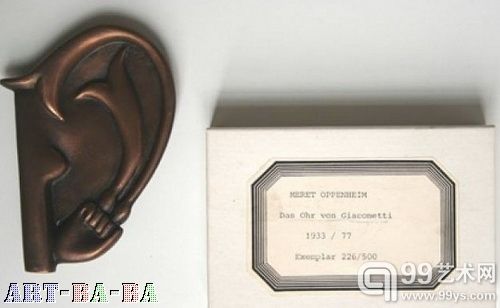 MERET OPPENHEIM
Das Ohr von Giacometti
1933 / 77
Exemplar 226/500
ART-BA-BA
99艺术网
www.99ys.com